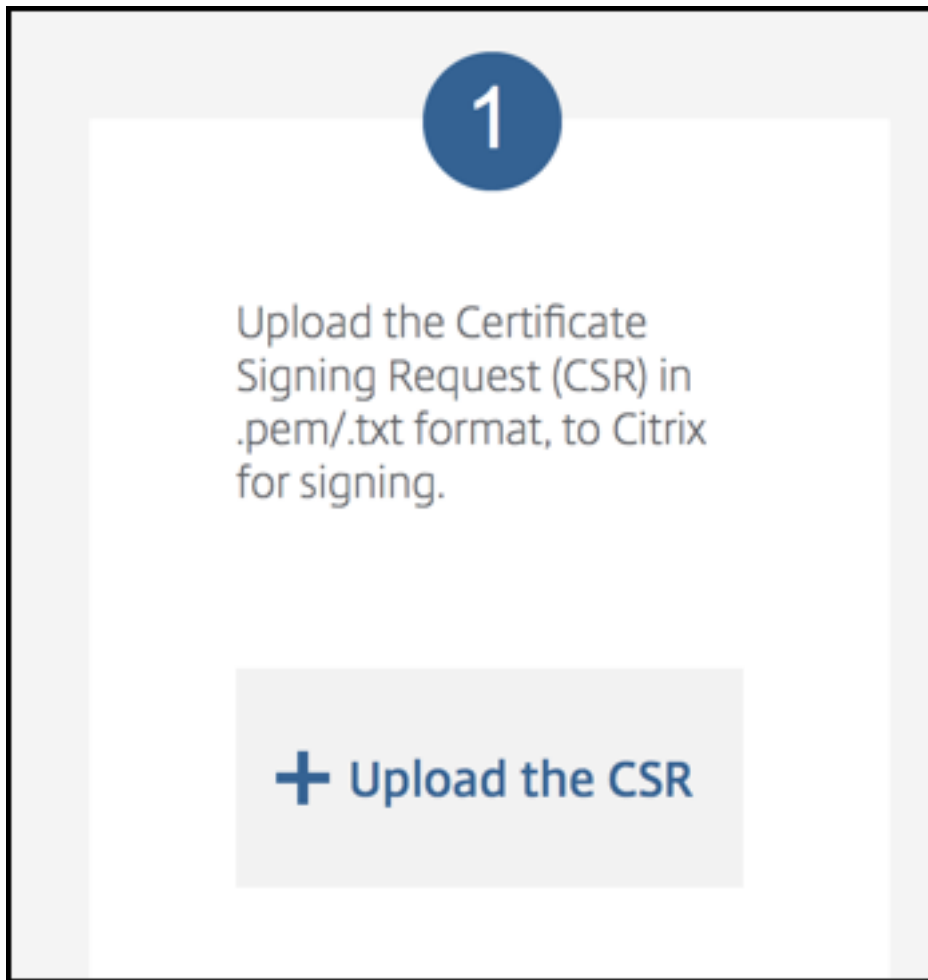 1
Upload the Certificate
Signing Request (CSR) in
.pem/.txt format, to Citrix
for signing.
+ Upload the CSR